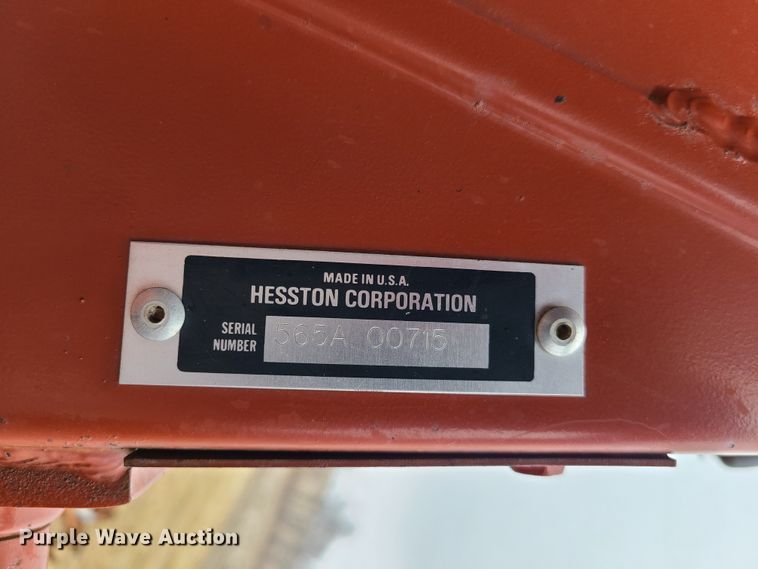 MADE IN U.S.A.
HESSTON CORPORATION
SERIAL NUMBER 565A 00715
Purple Wave Auction